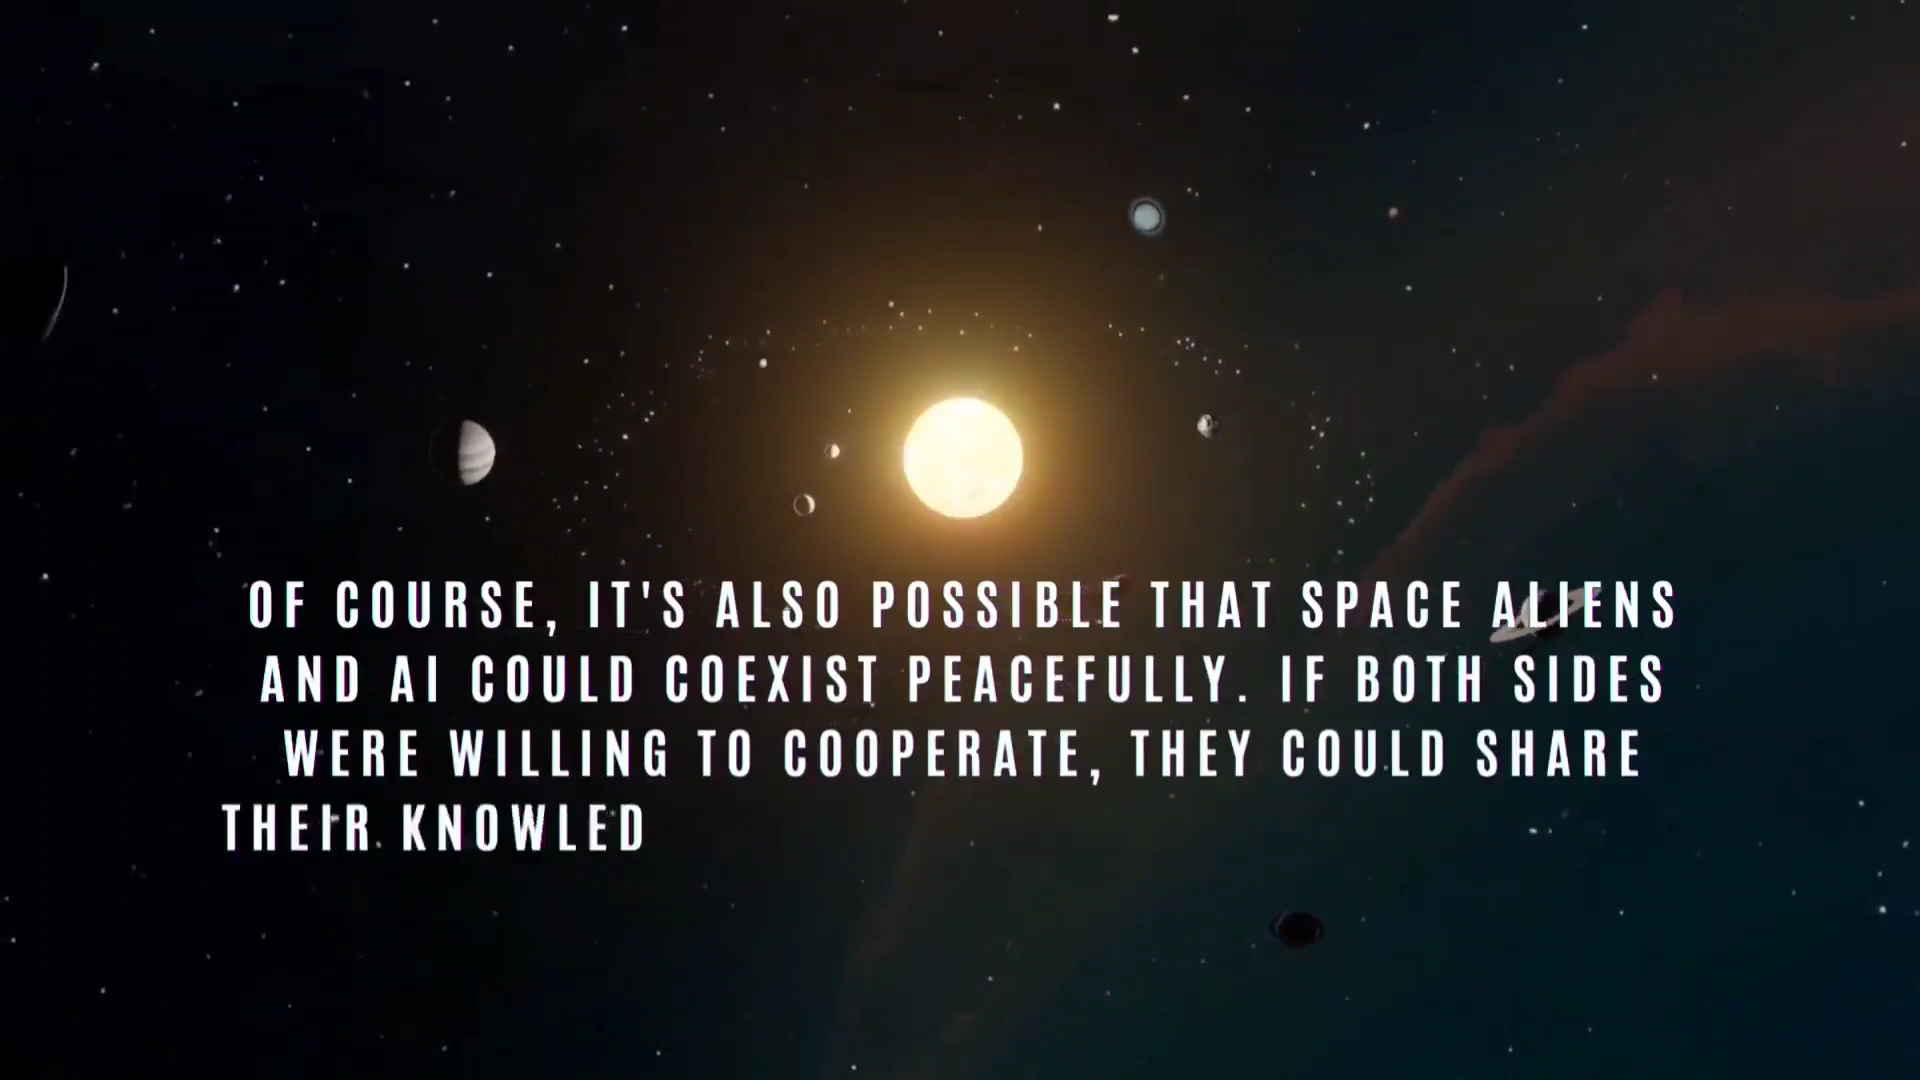 OF COURSE, IT'S ALSO POSSIBLE THAT SPACE ALIENS
AND AI COULD COEXIST PEACEFULLY. IF BOTH SIDES
WERE WILLING TO COOPERATE, THEY COULD SHARE
THEIR KNOWLED